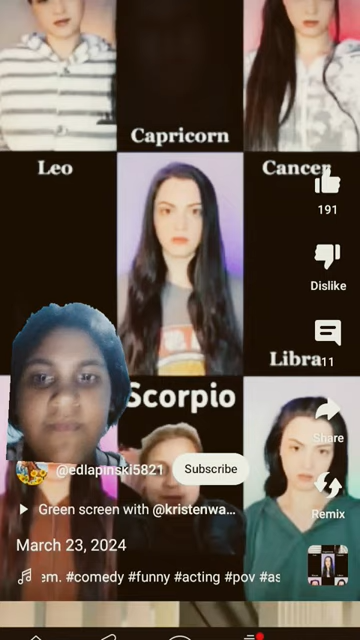 Capricorn
Leo
Cancer
191
Dislike
Libra
11
Scorpio
Share
@edlapinski5821
Subscribe
Green screen with @kristenwa...
Remix
March 23, 2024
em. #comedy #funny #acting #pov #as